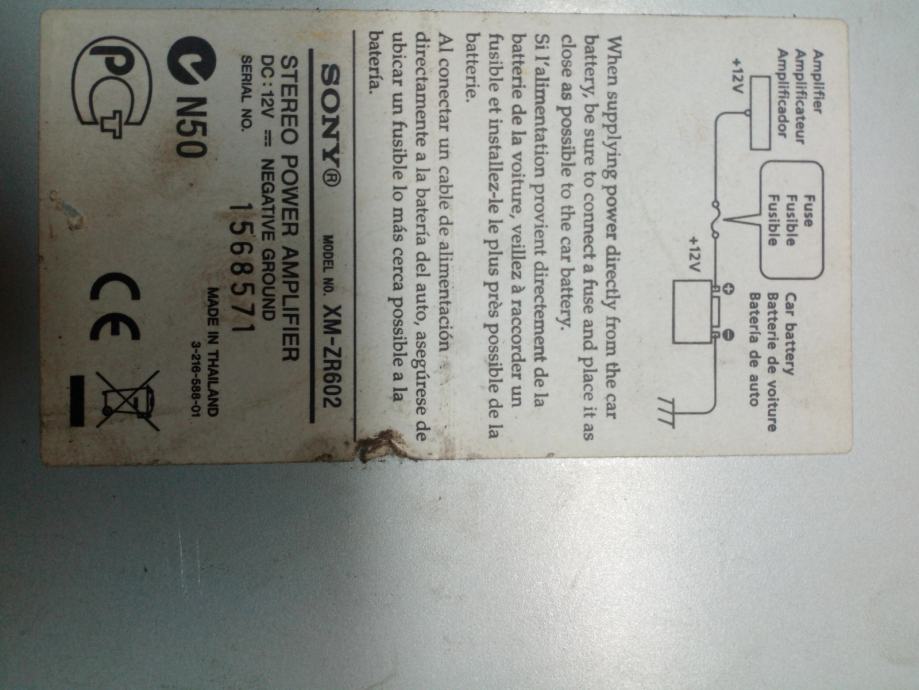 Amplifier
Amplificateur
Amplificador
+12V
Fuse
Fusible
Fusible
Car battery
Batterie de voiture
Batería de auto
+12V
+ −
When supplying power directly from the car
battery, be sure to connect a fuse and place it as
close as possible to the car battery.
Si l'alimentation provient directement de la
batterie de la voiture, veillez à raccorder un
fusible et installez-le le plus près possible de la
batterie.
Al conectar un cable de alimentación
directamente a la batería del auto, asegúrese de
ubicar un fusible lo más cerca possible a la
batería.
SONY® MODEL NO. XM-ZR602
STEREO POWER AMPLIFIER
DC: 12V ⎓ NEGATIVE GROUND
SERIAL NO. 1568571
MADE IN THAILAND
3-216-588-01
N50
CE
PCT